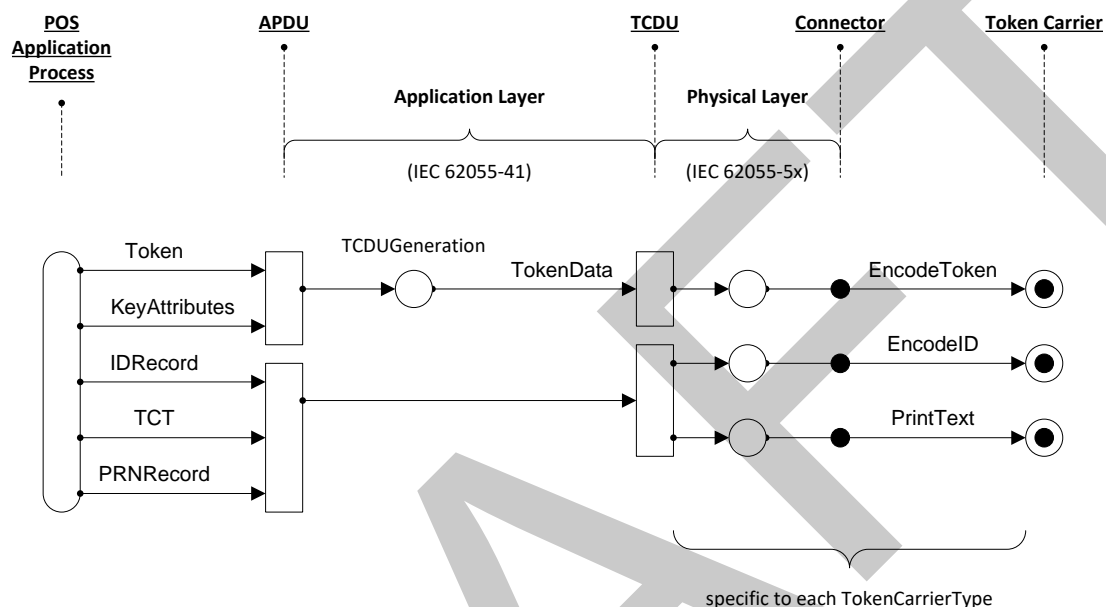 POS
Application
Process
APDU
TCDU
Connector
Token Carrier
Application Layer
Physical Layer
(IEC 62055-41)
(IEC 62055-5x)
Token
KeyAttributes
IDRecord
TCT
PRNRecord
TCDUGeneration
TokenData
EncodeToken
EncodeID
PrintText
specific to each TokenCarrierType